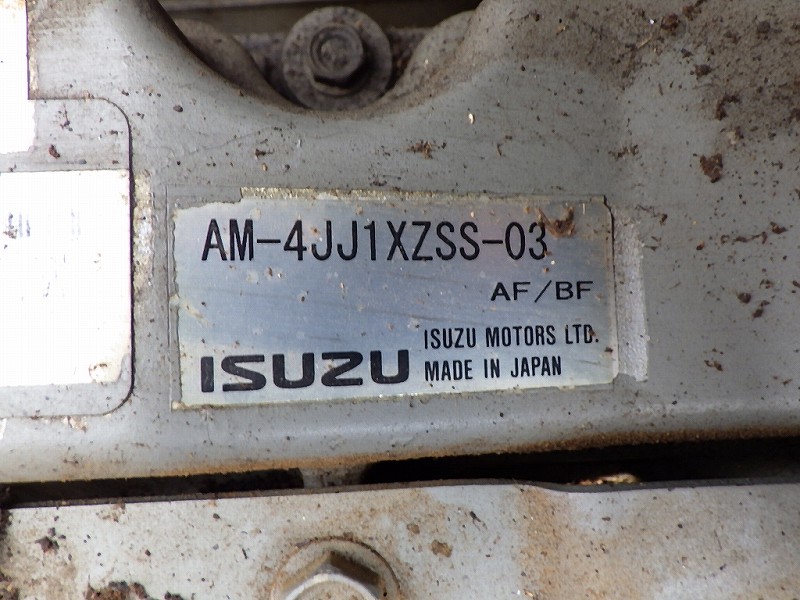 AM-4JJ1XZSS-03
AF/BF
ISUZU MOTORS LTD.
ISUZU MADE IN JAPAN